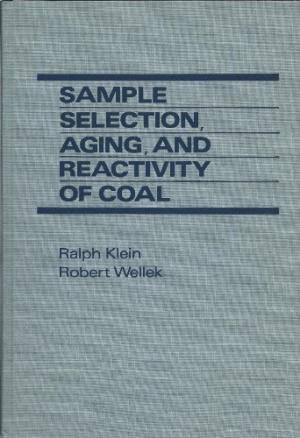 SAMPLE
SELECTION,
AGING, AND
REACTIVITY
OF COAL
Ralph Klein
Robert Wellek